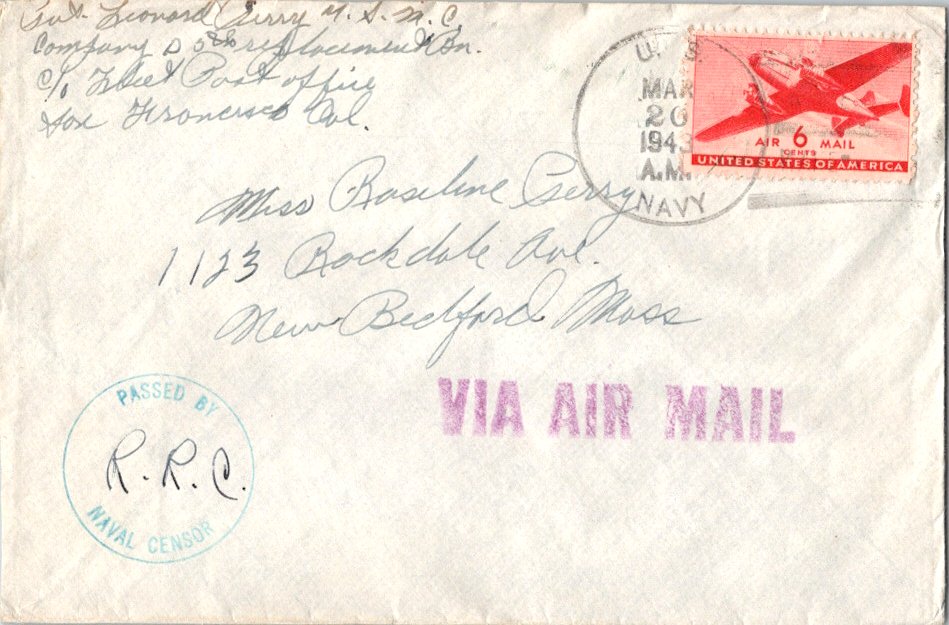 Pvt. Leonard Perry U.S.M.C.
Company D 5th replacement Bn.
c/o Fleet Post office
San Francisco Cal.
U. S.
MAR
20
1943
A.M.
NAVY
AIR 6 MAIL
CENTS
UNITED STATES OF AMERICA
Miss Roseline Perry
1123 Rockdale Ave.
New Bedford Mass
VIA AIR MAIL
PASSED BY
R.R.C.
NAVAL CENSOR